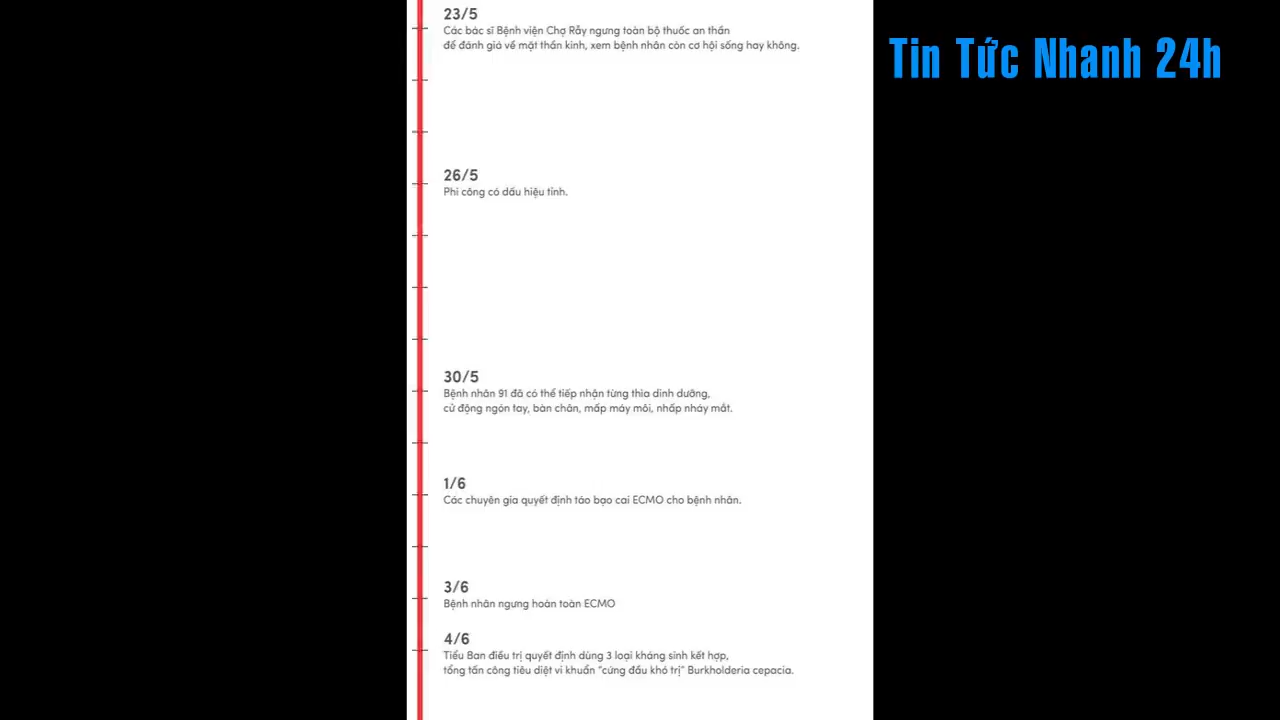 23/5
Các bác sĩ Bệnh viện Chợ Rẫy ngưng toàn bộ thuốc an thần
để đánh giá về mặt thần kinh, xem bệnh nhân còn cơ hội sống hay không.
Tin Tức Nhanh 24h
26/5
Phi công có dấu hiệu tỉnh.
30/5
Bệnh nhân 91 đã có thể tiếp nhận từng thìa dinh dưỡng,
cử động ngón tay, bàn chân, mấp máy môi, nhấp nháy mắt.
1/6
Các chuyên gia quyết định táo bạo cai ECMO cho bệnh nhân.
3/6
Bệnh nhân ngưng hoàn toàn ECMO
4/6
Tiểu Ban điều trị quyết định dùng 3 loại kháng sinh kết hợp,
tổng tấn công tiêu diệt vi khuẩn "cứng đầu khó trị" Burkholderia cepacia.